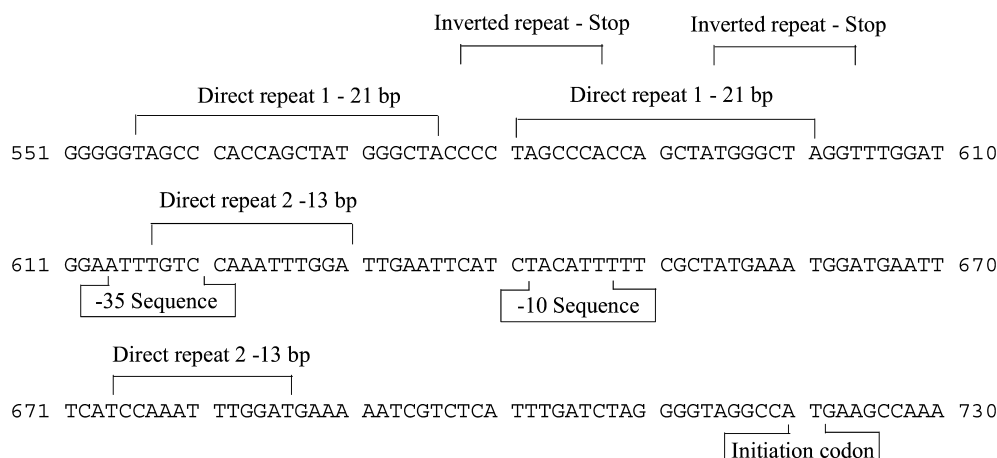 Inverted repeat - Stop
Inverted repeat - Stop
Direct repeat 1 - 21 bp
Direct repeat 1 - 21 bp
551 GGGGGTAGCC CACCAGCTAT GGGCTACCCC TAGCCCACCA GCTATGGGCT AGGTTTGGAT 610
Direct repeat 2 -13 bp
611 GGAATTTGTC CAAATTTGGA TTGAATTCAT CTACATTTTT CGCTATGAAA TGGATGAATT 670
-35 Sequence
-10 Sequence
Direct repeat 2 -13 bp
671 TCATCCAAAT TTGGATGAAA AATCGTCTCA TTTGATCTAG GGGTAGGCCA TGAAGCCAAA 730
Initiation codon